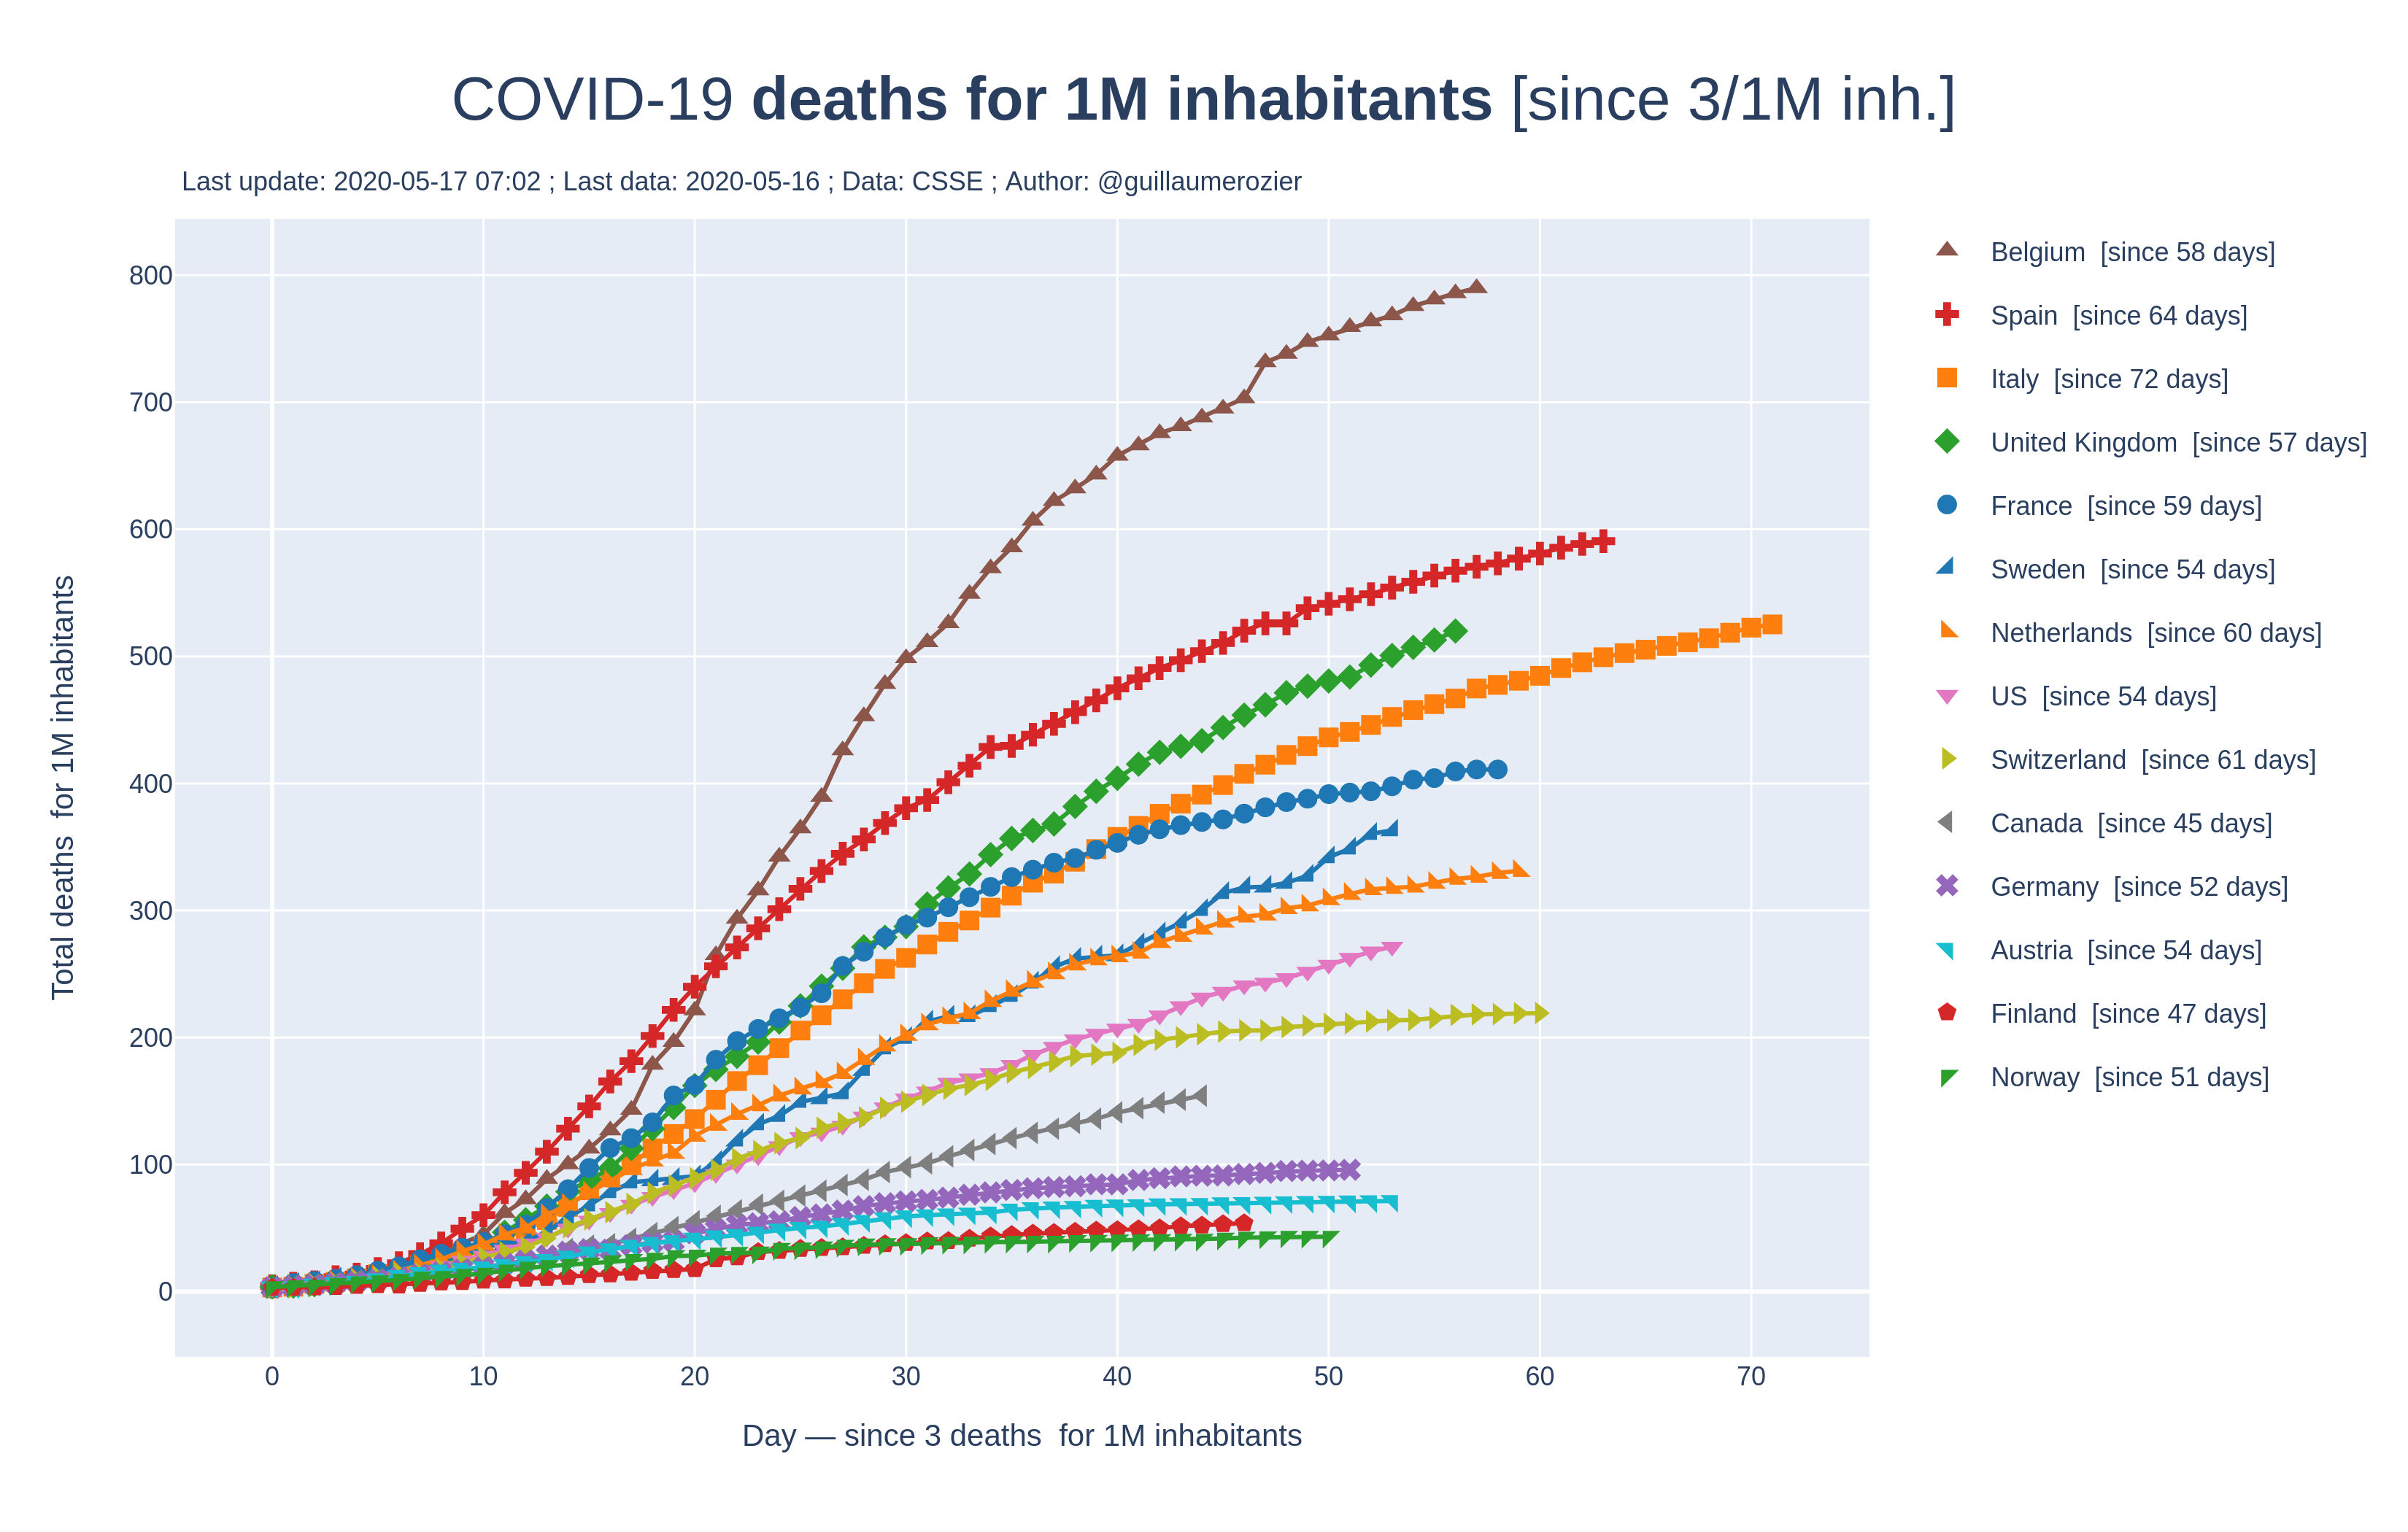 COVID-19 deaths for 1M inhabitants [since 3/1M inh.]
Last update: 2020-05-17 07:02 ; Last data: 2020-05-16 ; Data: CSSE ; Author: @guillaumerozier
Total deaths  for 1M inhabitants
800
700
600
500
400
300
200
100
0
0 10 20 30 40 50 60 70
Day — since 3 deaths  for 1M inhabitants
Belgium  [since 58 days]
Spain  [since 64 days]
Italy  [since 72 days]
United Kingdom  [since 57 days]
France  [since 59 days]
Sweden  [since 54 days]
Netherlands  [since 60 days]
US  [since 54 days]
Switzerland  [since 61 days]
Canada  [since 45 days]
Germany  [since 52 days]
Austria  [since 54 days]
Finland  [since 47 days]
Norway  [since 51 days]